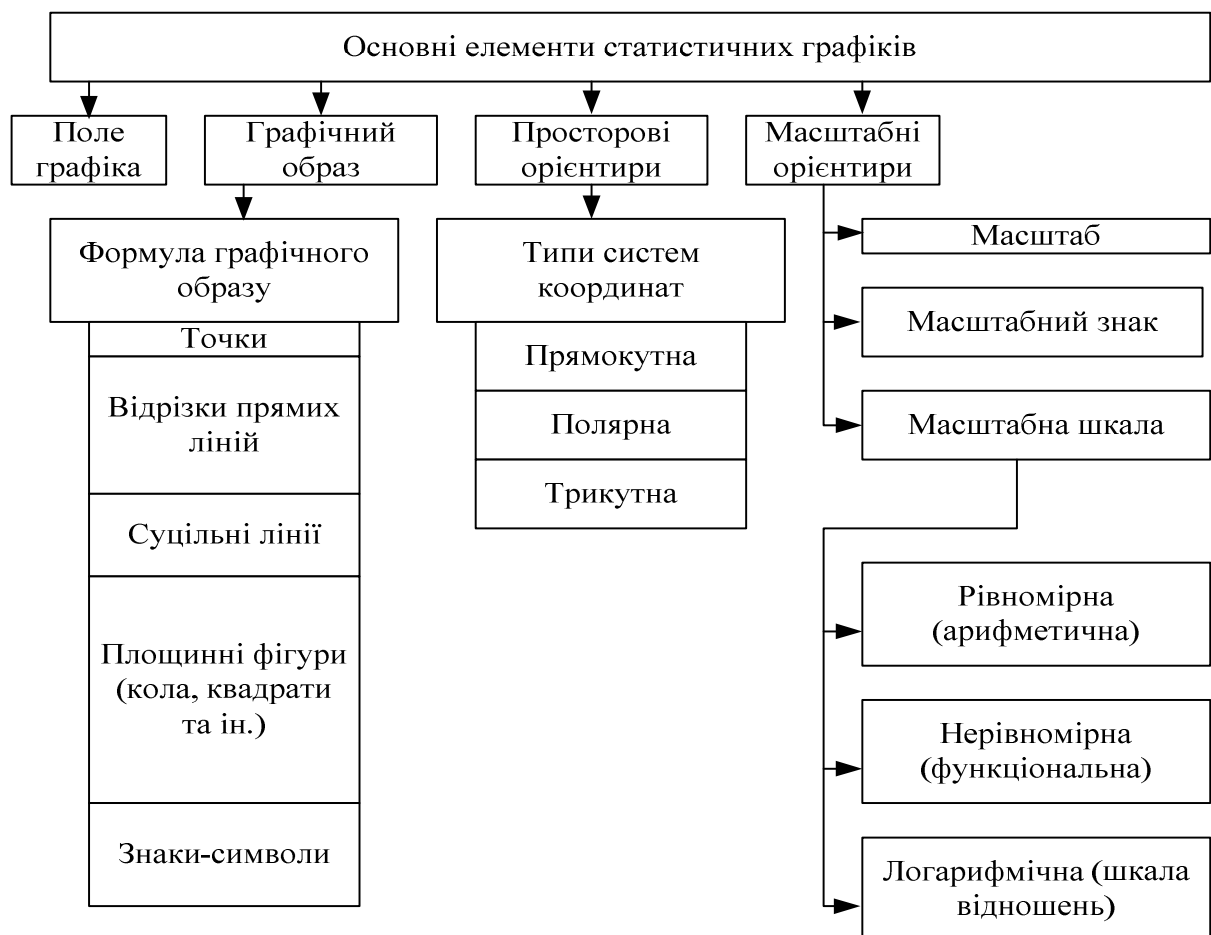 Основні елементи статистичних графіків
Поле
графіка
Графічний
образ
Просторові
орієнтири
Масштабні
орієнтири
Формула графічного
образу
Точки
Відрізки прямих
ліній
Суцільні лінії
Площинні фігури
(кола, квадрати
та ін.)
Знаки-символи
Типи систем
координат
Прямокутна
Полярна
Трикутна
Масштаб
Масштабний знак
Масштабна шкала
Рівномірна
(арифметична)
Нерівномірна
(функціональна)
Логарифмічна (шкала
відношень)